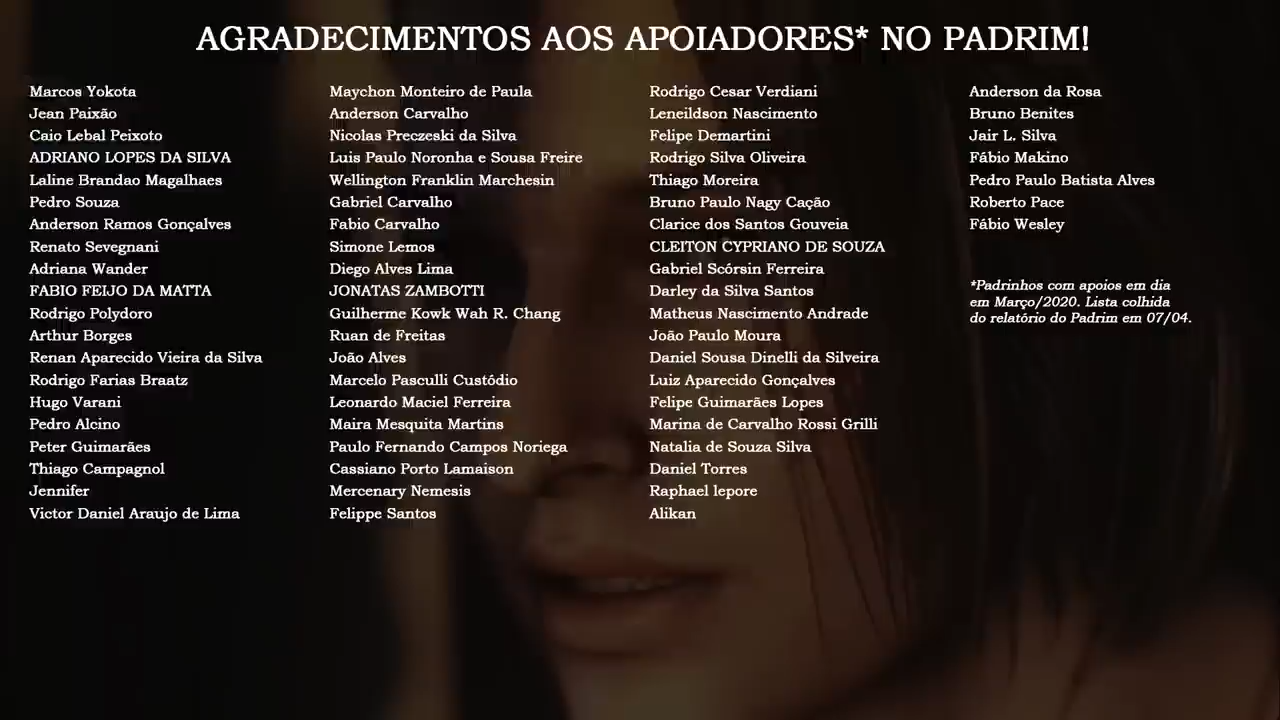 AGRADECIMENTOS AOS APOIADORES* NO PADRIM!
Marcos Yokota
Jean Paixão
Caio Lebal Peixoto
ADRIANO LOPES DA SILVA
Laline Brandao Magalhaes
Pedro Souza
Anderson Ramos Gonçalves
Renato Sevegnani
Adriana Wander
FABIO FEIJO DA MATTA
Rodrigo Polydoro
Arthur Borges
Renan Aparecido Vieira da Silva
Rodrigo Farias Braatz
Hugo Varani
Pedro Alcino
Peter Guimarães
Thiago Campagnol
Jennifer
Victor Daniel Araujo de Lima
Maychon Monteiro de Paula
Anderson Carvalho
Nicolas Preczeski da Silva
Luis Paulo Noronha e Sousa Freire
Wellington Franklin Marchesin
Gabriel Carvalho
Fabio Carvalho
Simone Lemos
Diego Alves Lima
JONATAS ZAMBOTTI
Guilherme Kowk Wah R. Chang
Ruan de Freitas
João Alves
Marcelo Pasculli Custódio
Leonardo Maciel Ferreira
Maira Mesquita Martins
Paulo Fernando Campos Noriega
Cassiano Porto Lamaison
Mercenary Nemesis
Felippe Santos
Rodrigo Cesar Verdiani
Leneildson Nascimento
Felipe Demartini
Rodrigo Silva Oliveira
Thiago Moreira
Bruno Paulo Nagy Cação
Clarice dos Santos Gouveia
CLEITON CYPRIANO DE SOUZA
Gabriel Scórsin Ferreira
Darley da Silva Santos
Matheus Nascimento Andrade
João Paulo Moura
Daniel Sousa Dinelli da Silveira
Luiz Aparecido Gonçalves
Felipe Guimarães Lopes
Marina de Carvalho Rossi Grilli
Natalia de Souza Silva
Daniel Torres
Raphael lepore
Alikan
Anderson da Rosa
Bruno Benites
Jair L. Silva
Fábio Makino
Pedro Paulo Batista Alves
Roberto Pace
Fábio Wesley
*Padrinhos com apoios em dia
em Março/2020. Lista colhida
do relatório do Padrim em 07/04.